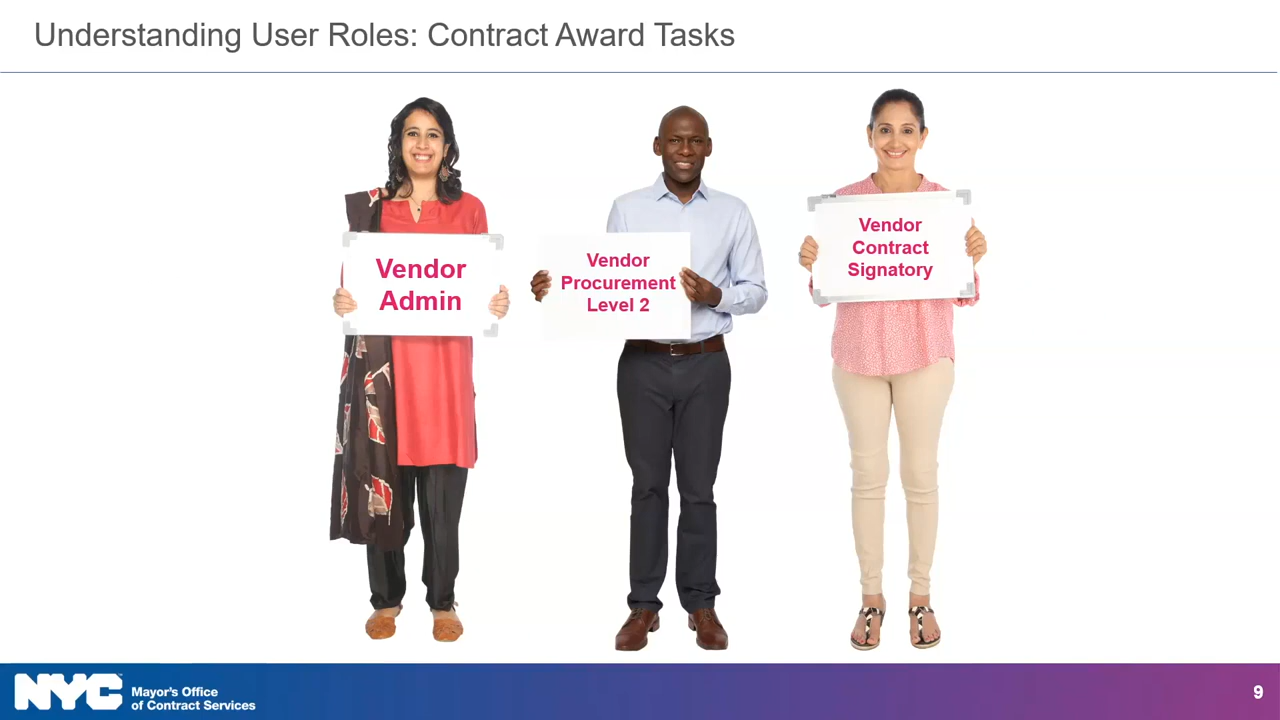 Understanding User Roles: Contract Award Tasks
Vendor
Admin
Vendor
Procurement
Level 2
Vendor
Contract
Signatory
NYC
Mayor's Office
of Contract Services
9